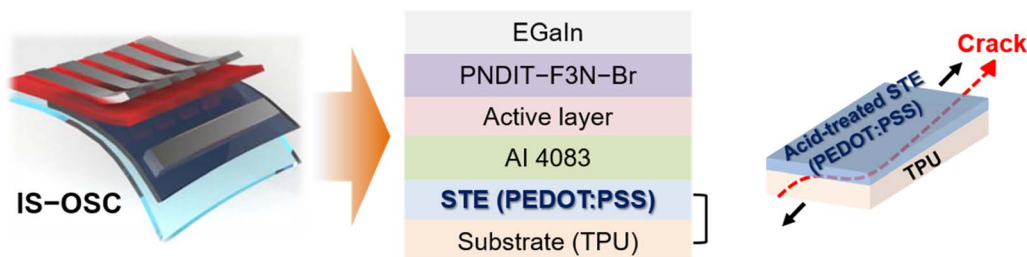 IS−OSC
EGaIn
PNDIT−F3N−Br
Active layer
AI 4083
STE (PEDOT:PSS)
Substrate (TPU)
Crack
Acid-treated STE
(PEDOT:PSS)
TPU